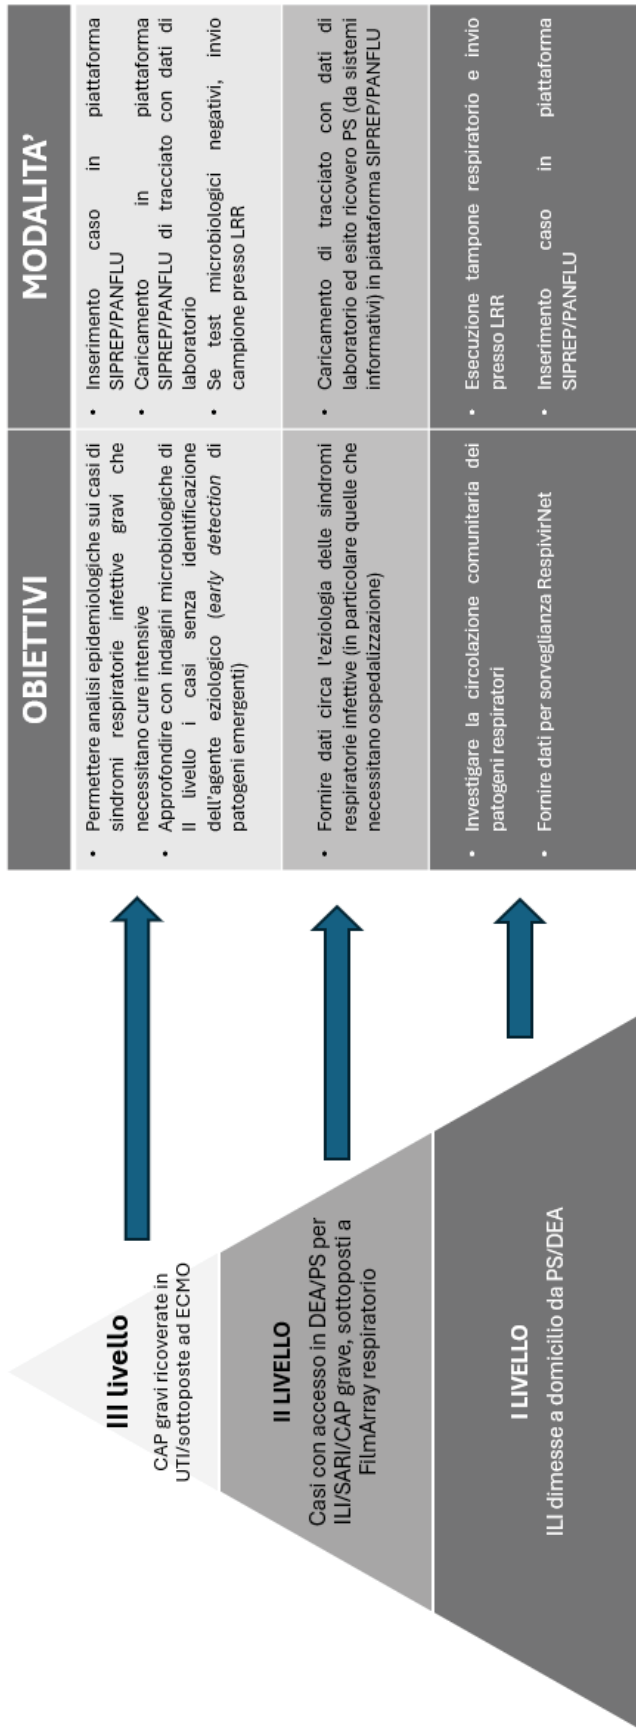 OBIETTIVI
MODALITA’
III livello
CAP gravi ricoverate in
UTI/sottoposte ad ECMO
• Permettere analisi epidemiologiche sui casi di
sindromi respiratorie infettive gravi che
necessitano cure intensive
• Approfondire con indagini microbiologiche di
II livello i casi senza identificazione
dell’agente eziologico (early detection di
patogeni emergenti)
• Inserimento caso in piattaforma
SIPREP/PANFLU
• Caricamento in piattaforma
SIPREP/PANFLU di tracciato con dati di
laboratorio
• Se test microbiologici negativi, invio
campione presso LRR
II LIVELLO
Casi con accesso in DEA/PS per
ILI/SARI/CAP grave, sottoposti a
FilmArray respiratorio
• Fornire dati circa l’eziologia delle sindromi
respiratorie infettive (in particolare quelle che
necessitano ospedalizzazione)
• Caricamento di tracciato con dati di
laboratorio ed esito ricovero PS (da sistemi
informativi) in piattaforma SIPREP/PANFLU
I LIVELLO
ILI dimesse a domicilio da PS/DEA
• Investigare la circolazione comunitaria dei
patogeni respiratori
• Fornire dati per sorveglianza RespivirNet
• Esecuzione tampone respiratorio e invio
presso LRR
• Inserimento caso in piattaforma
SIPREP/PANFLU